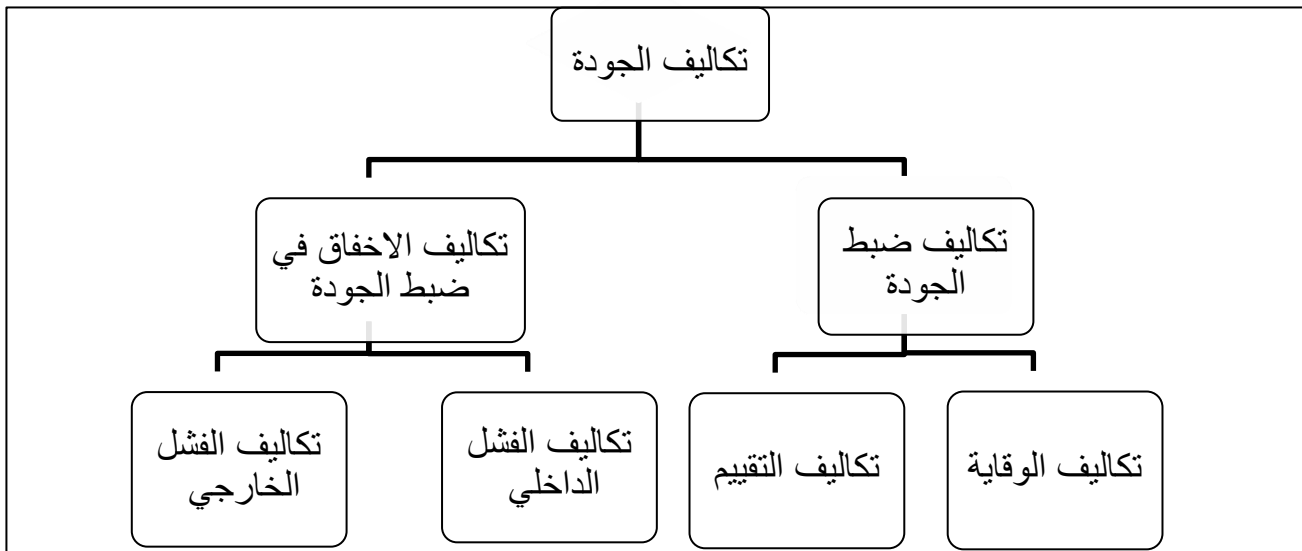 تكاليف الجودة
تكاليف ضبط
الجودة
تكاليف الاخفاق في
ضبط الجودة
تكاليف الوقاية
تكاليف التقييم
تكاليف الفشل
الداخلي
تكاليف الفشل
الخارجي